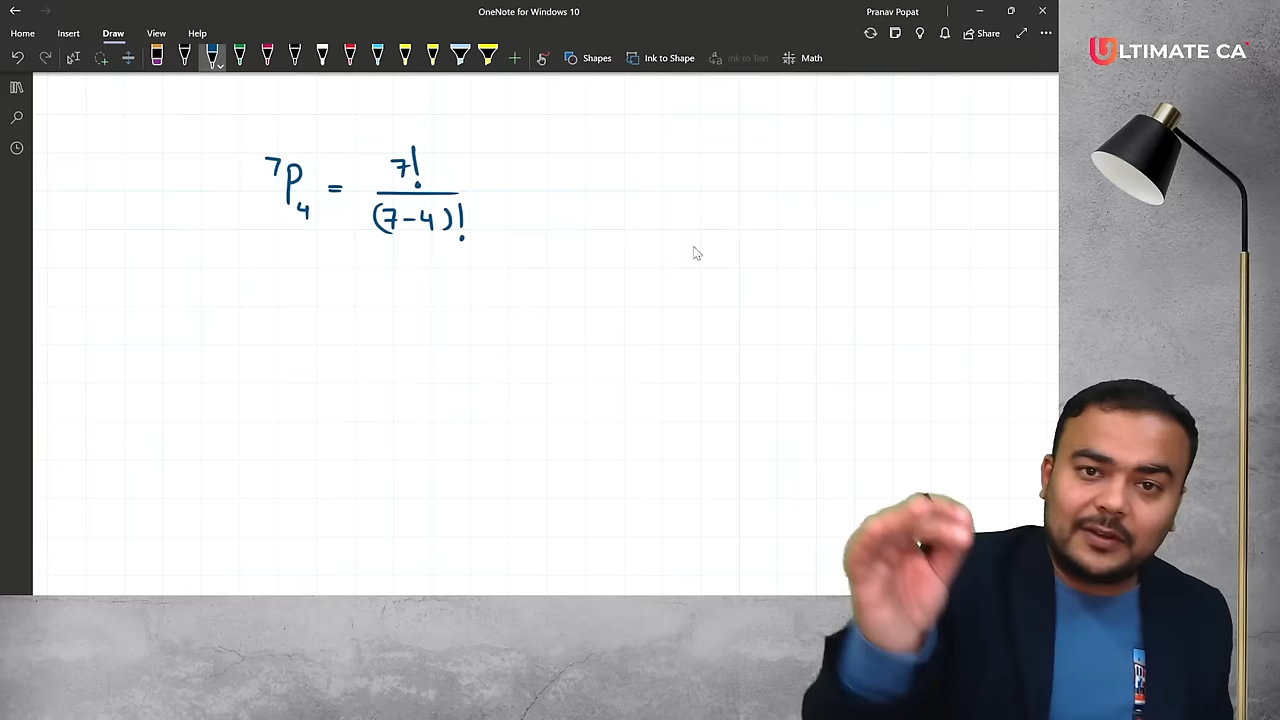 OneNote for Windows 10
Pranav Popat
Home Insert Draw View Help
Share
Shapes Ink to Shape Ink to Text Math
ULTIMATE CA
⁷P₄ = 7! / (7-4)!